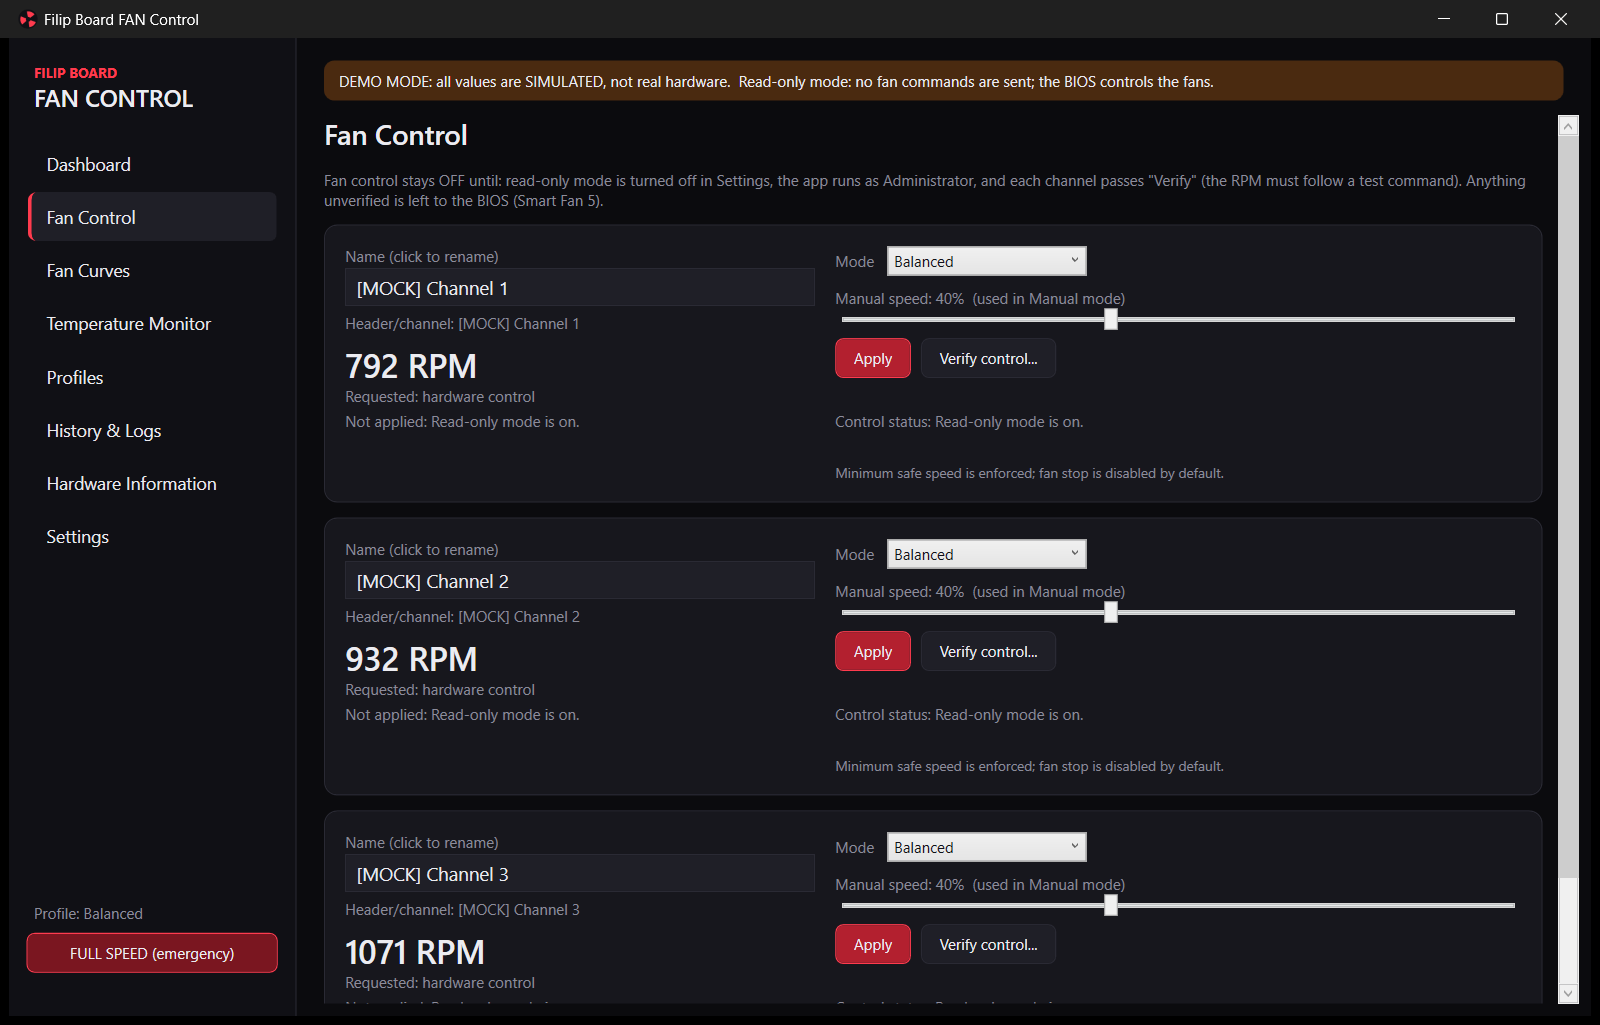 Filip Board FAN Control
FILIP BOARD
FAN CONTROL
Dashboard
Fan Control
Fan Curves
Temperature Monitor
Profiles
History & Logs
Hardware Information
Settings
Profile: Balanced
FULL SPEED (emergency)
DEMO MODE: all values are SIMULATED, not real hardware.  Read-only mode: no fan commands are sent; the BIOS controls the fans.
Fan Control
Fan control stays OFF until: read-only mode is turned off in Settings, the app runs as Administrator, and each channel passes "Verify" (the RPM must follow a test command). Anything
unverified is left to the BIOS (Smart Fan 5).
Name (click to rename)
[MOCK] Channel 1
Header/channel: [MOCK] Channel 1
792 RPM
Requested: hardware control
Not applied: Read-only mode is on.
Mode
Balanced
Manual speed: 40%  (used in Manual mode)
Apply
Verify control...
Control status: Read-only mode is on.
Minimum safe speed is enforced; fan stop is disabled by default.
Name (click to rename)
[MOCK] Channel 2
Header/channel: [MOCK] Channel 2
932 RPM
Requested: hardware control
Not applied: Read-only mode is on.
Mode
Balanced
Manual speed: 40%  (used in Manual mode)
Apply
Verify control...
Control status: Read-only mode is on.
Minimum safe speed is enforced; fan stop is disabled by default.
Name (click to rename)
[MOCK] Channel 3
Header/channel: [MOCK] Channel 3
1071 RPM
Requested: hardware control
Mode
Balanced
Manual speed: 40%  (used in Manual mode)
Apply
Verify control...